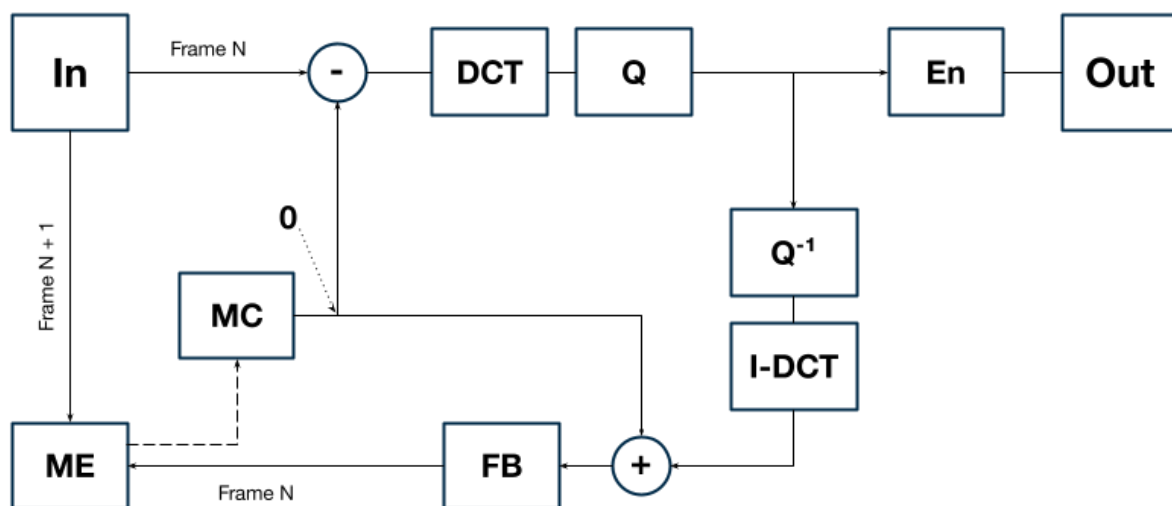 In
Frame N
-
DCT
Q
En
Out
Frame N + 1
0
Q⁻¹
MC
I-DCT
ME
Frame N
FB
+